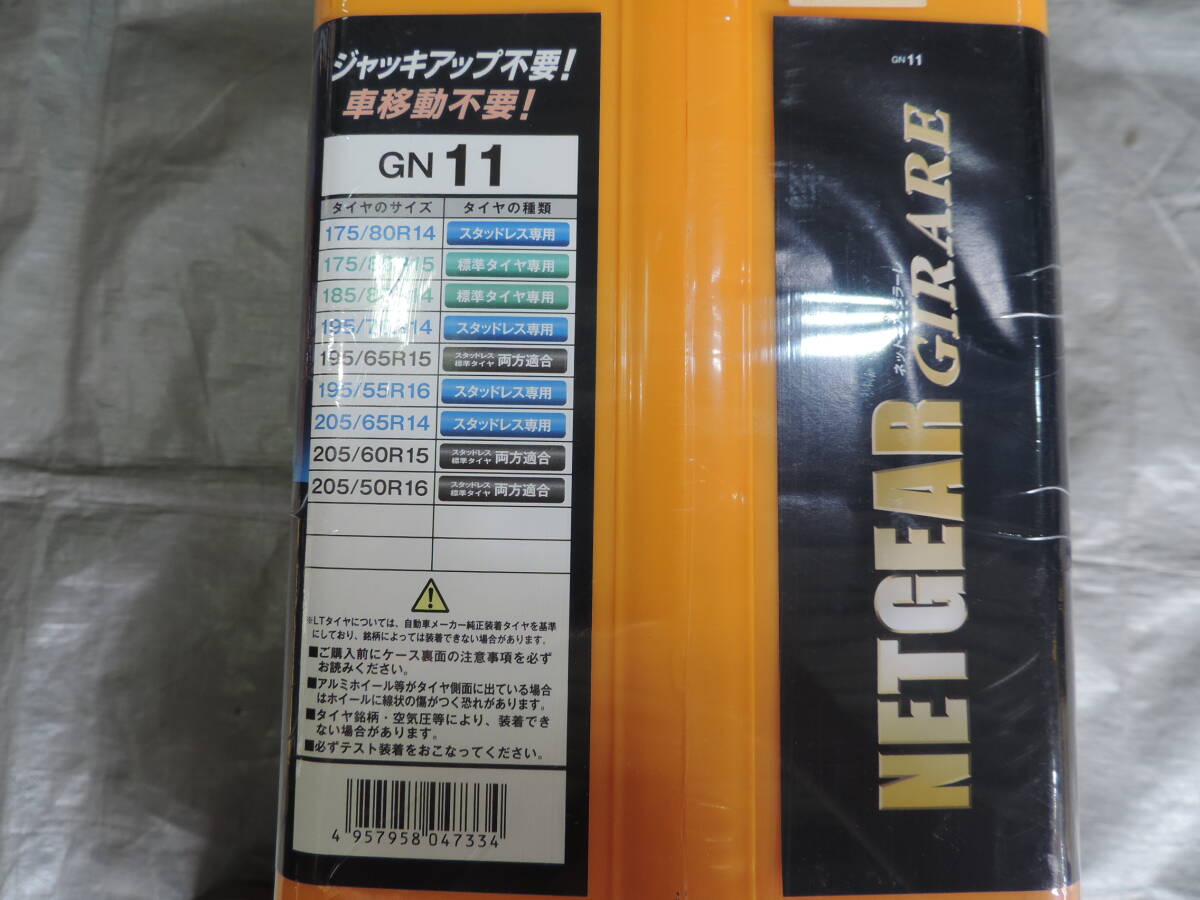 ジャッキアップ不要!
車移動不要!
GN 11
タイヤのサイズ タイヤの種類
175/80R14 スタッドレス専用
標準タイヤ専用
標準タイヤ専用
スタッドレス専用
195/65R15 スタッドレス 標準タイヤ 両方適合
195/55R16 スタッドレス専用
205/65R14 スタッドレス専用
205/60R15 スタッドレス 標準タイヤ 両方適合
205/50R16 スタッドレス 標準タイヤ 両方適合
※LTタイヤについては、自動車メーカー純正装着タイヤを基準
にしており、銘柄によっては装着できない場合があります。
■ご購入前にケース裏面の注意事項を必ず
お読みください。
■アルミホイール等がタイヤ側面に出ている場合
はホイールに線状の傷がつく恐れがあります。
■タイヤ銘柄・空気圧等により、装着でき
ない場合があります。
■必ずテスト装着をおこなってください。
4 957958 047334
GN 11
NETGEAR GIRARE